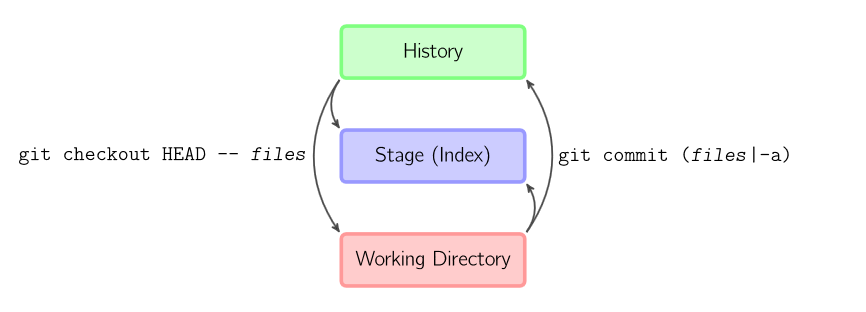 History
git checkout HEAD -- files
Stage (Index)
git commit (files|-a)
Working Directory